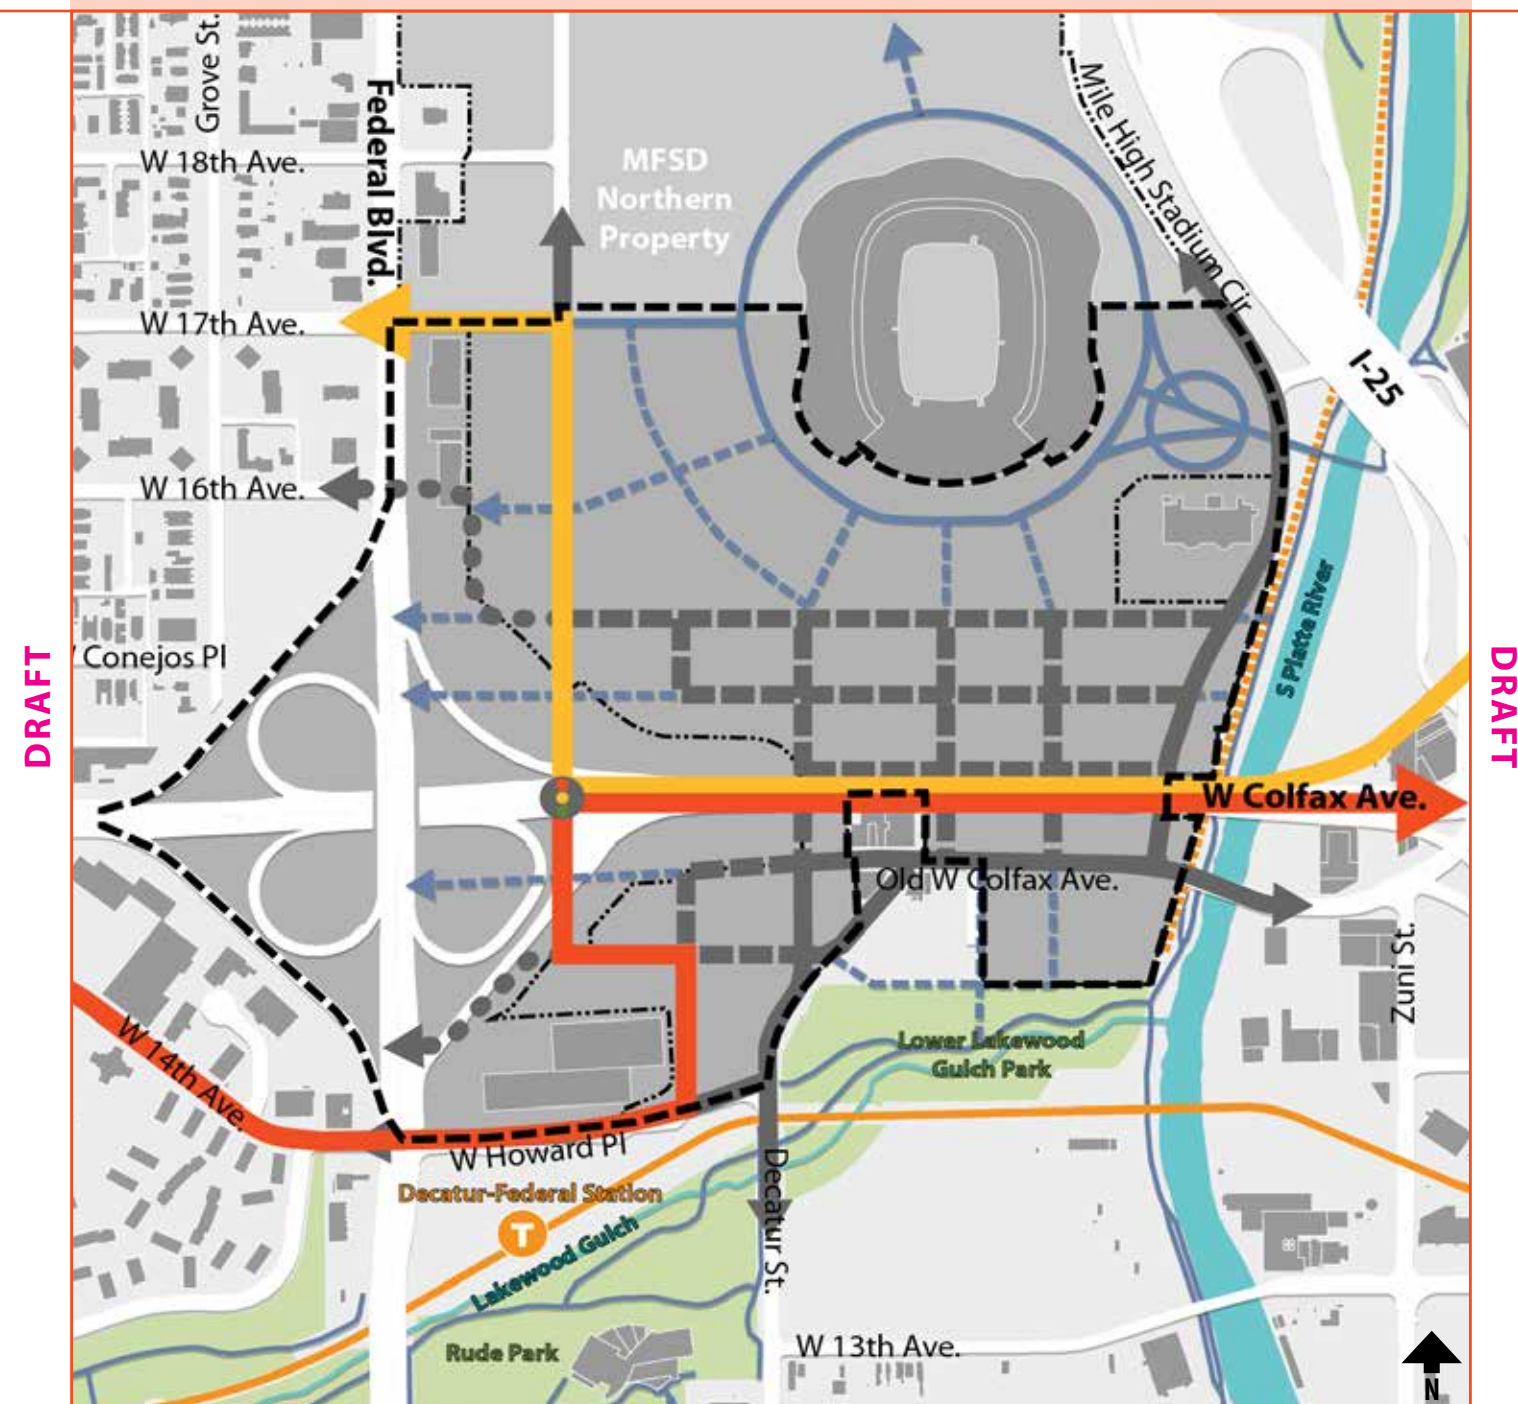 Grove St.
Federal Blvd.
W 18th Ave.
MFSD
Northern
Property
Mile High Stadium Cir
W 17th Ave.
I-25
W 16th Ave.
S Platte River
Conejos Pl
DRAFT
DRAFT
W Colfax Ave.
Old W Colfax Ave.
Zuni St.
W 14th Ave.
Lower Lakewood
Gulch Park
W Howard Pl
Decatur-Federal Station
T
Decatur St.
Lakewood Gulch
Rude Park
W 13th Ave.
N